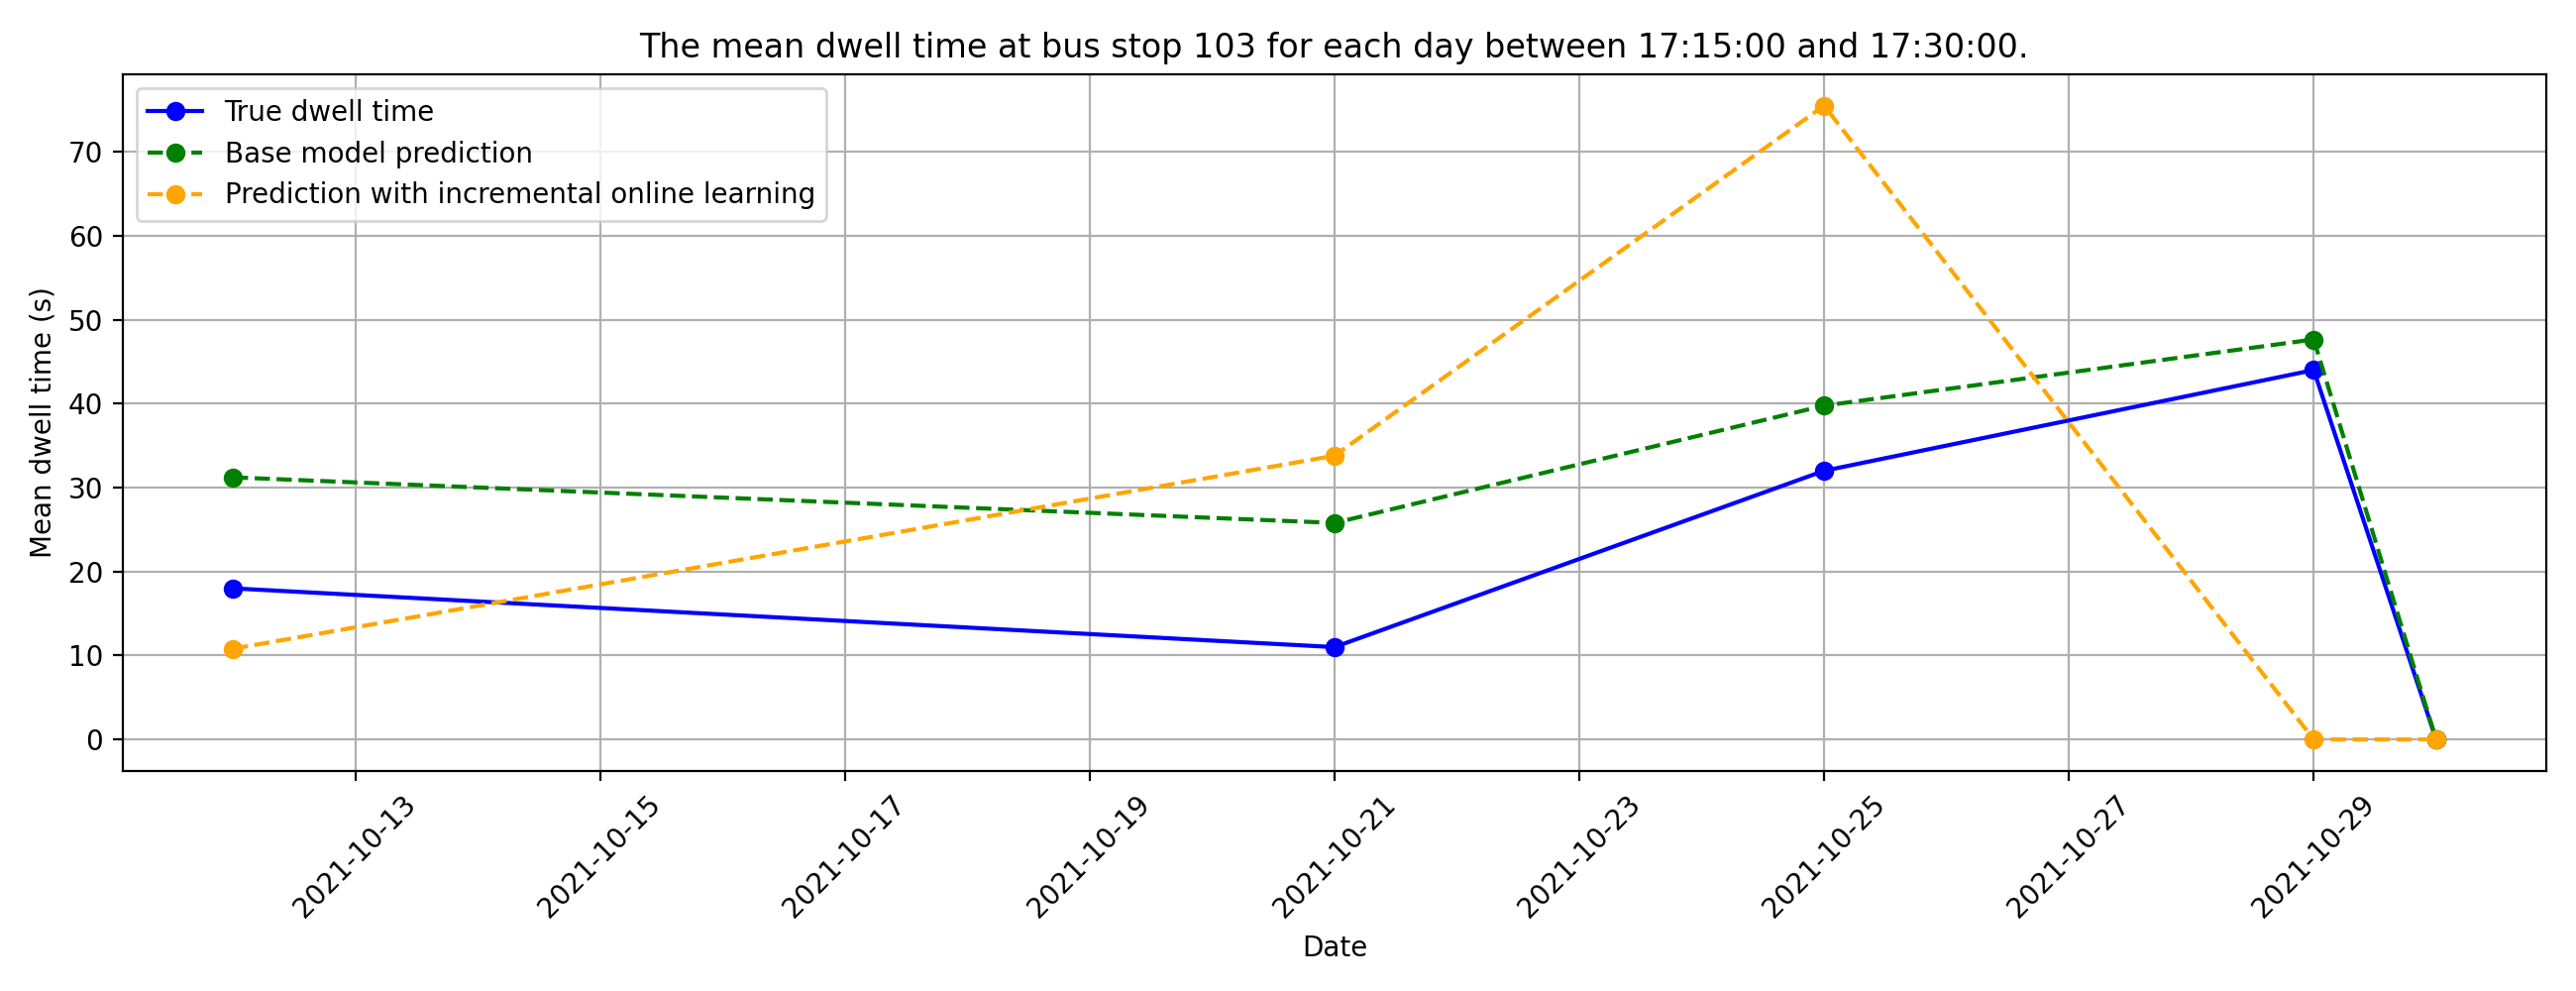 The mean dwell time at bus stop 103 for each day between 17:15:00 and 17:30:00.
True dwell time
Base model prediction
Prediction with incremental online learning
Mean dwell time (s)
70
60
50
40
30
20
10
0
2021-10-13
2021-10-15
2021-10-17
2021-10-19
2021-10-21
2021-10-23
2021-10-25
2021-10-27
2021-10-29
Date